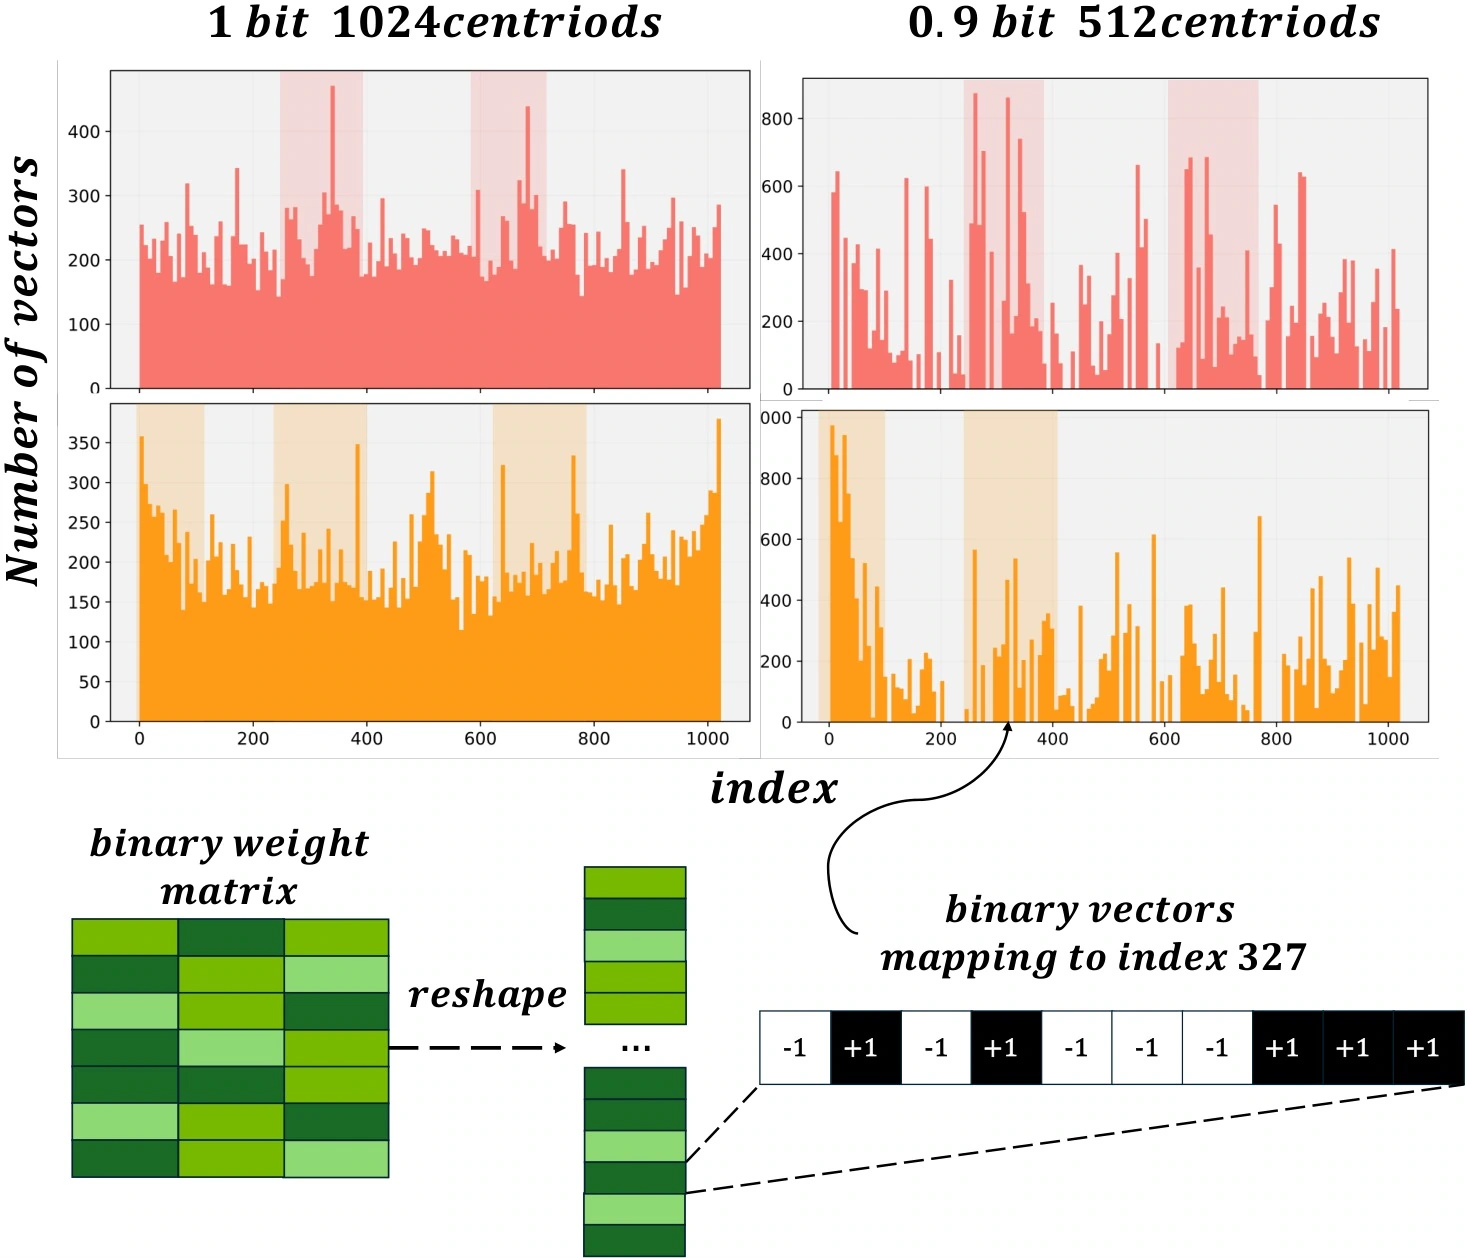 1 bit 1024centriods
0.9 bit 512centriods
Number of vectors
400
300
200
100
0
800
600
400
200
0
350
300
250
200
150
100
50
0
0 200 400 600 800 1000
000
800
600
400
200
0
0 200 400 600 800 1000
index
binary weight
matrix
reshape
...
binary vectors
mapping to index 327
-1 +1 -1 +1 -1 -1 -1 +1 +1 +1